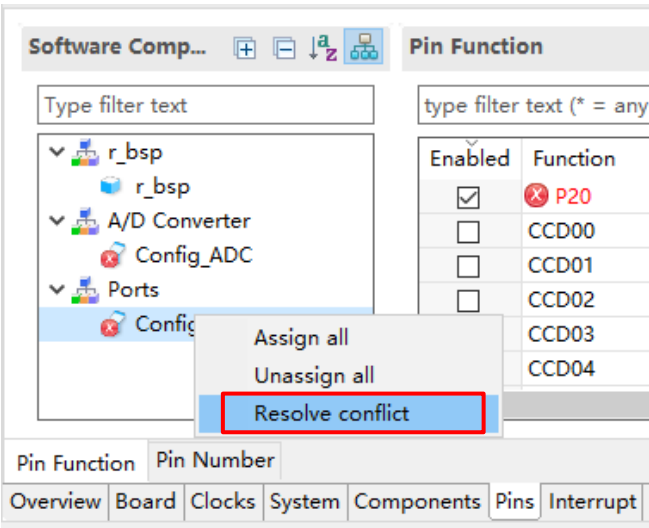 Software Comp...
Pin Function
Type filter text
type filter text (* = any
r_bsp
r_bsp
A/D Converter
Config_ADC
Ports
Config
Enabled Function
P20
CCD00
CCD01
CCD02
CCD03
CCD04
Assign all
Unassign all
Resolve conflict
Pin Function Pin Number
Overview Board Clocks System Components Pins Interrupt